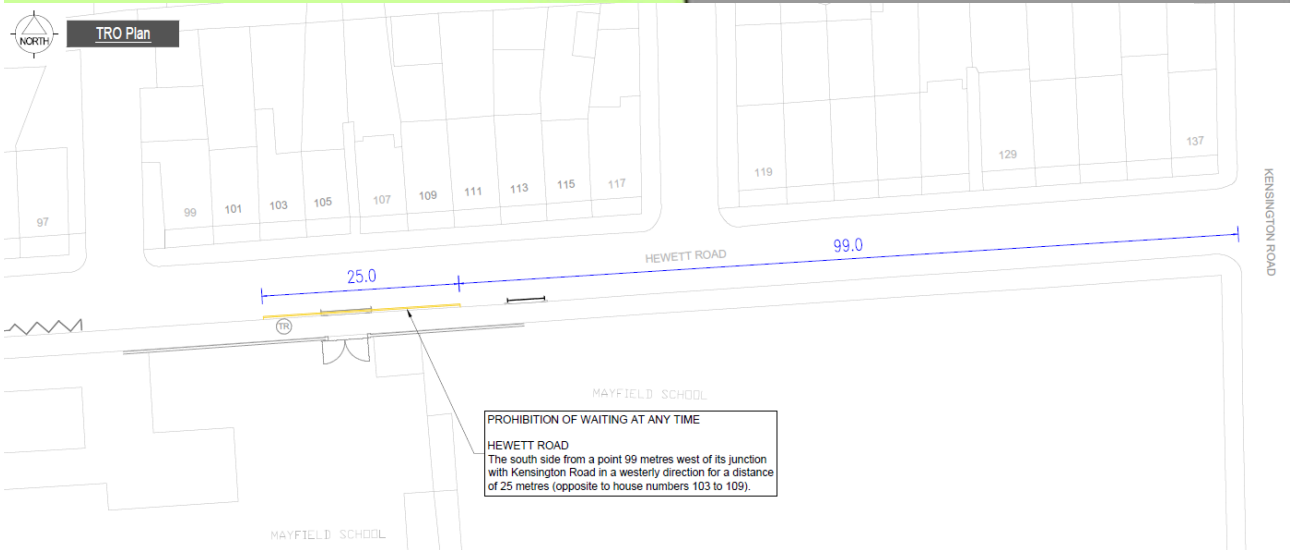 NORTH
TRO Plan
97
99
101
103
105
107
109
111
113
115
117
119
129
137
KENSINGTON ROAD
25.0
HEWETT ROAD
99.0
TR
MAYFIELD SCHOOL
PROHIBITION OF WAITING AT ANY TIME
HEWETT ROAD
The south side from a point 99 metres west of its junction
with Kensington Road in a westerly direction for a distance
of 25 metres (opposite to house numbers 103 to 109).
MAYFIELD SCHOOL